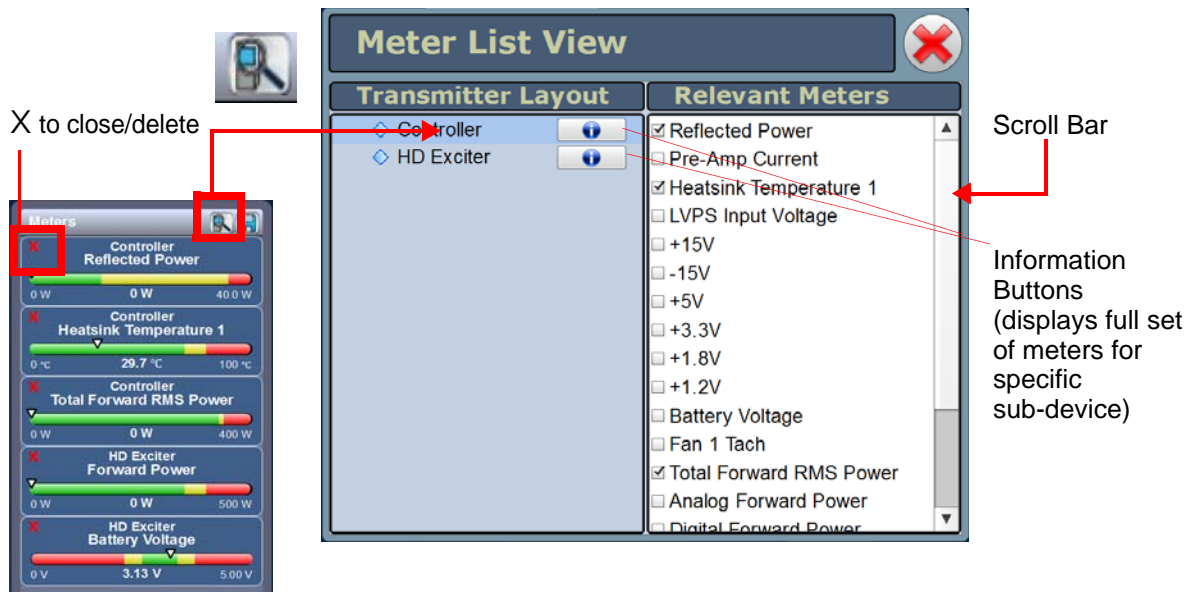 X to close/delete
Meters
Controller
Reflected Power
0 W 0 W 40.0 W
Controller
Heatsink Temperature 1
0 °C 29.7 °C 100 °C
Controller
Total Forward RMS Power
0 W 0 W 400 W
HD Exciter
Forward Power
0 W 0 W 500 W
HD Exciter
Battery Voltage
0 V 3.13 V 5.00 V
Meter List View
Transmitter Layout
Controller
HD Exciter
Relevant Meters
Reflected Power
Pre-Amp Current
Heatsink Temperature 1
LVPS Input Voltage
+15V
-15V
+5V
+3.3V
+1.8V
+1.2V
Battery Voltage
Fan 1 Tach
Total Forward RMS Power
Analog Forward Power
Digital Forward Power
Scroll Bar
Information
Buttons
(displays full set
of meters for
specific
sub-device)